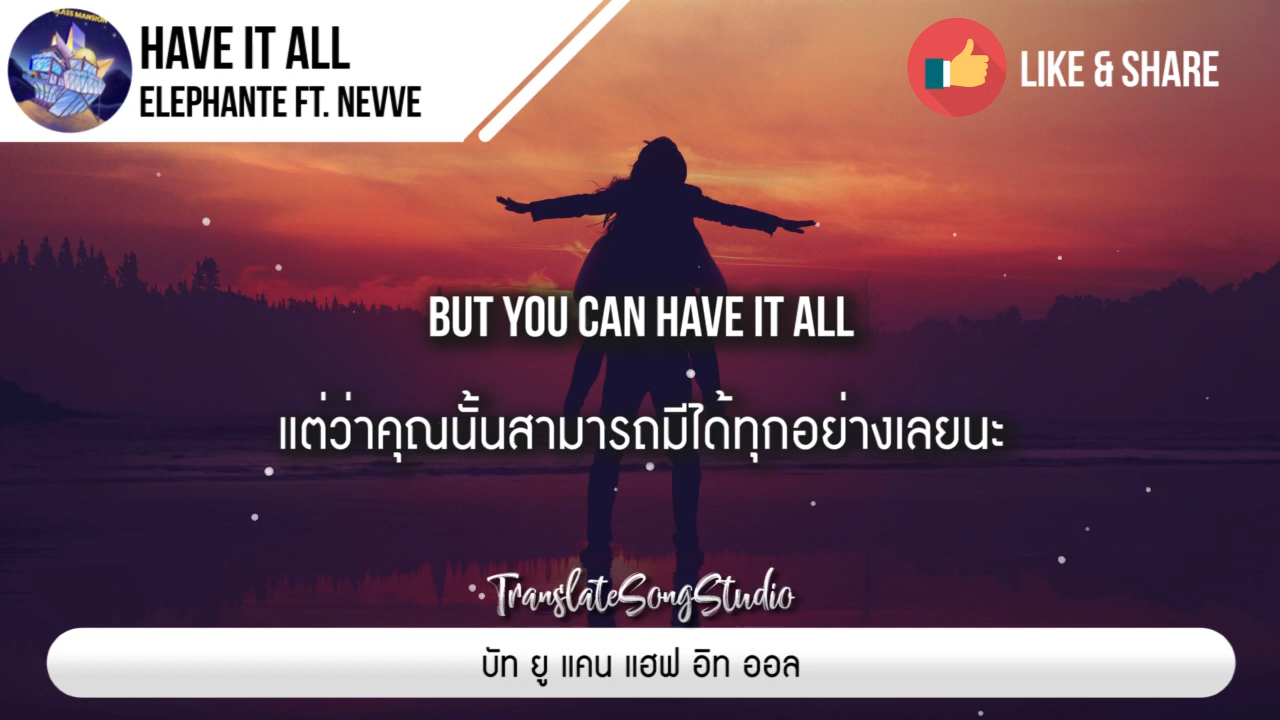 GLASS MANSION
HAVE IT ALL
ELEPHANTE FT. NEVVE
LIKE & SHARE
BUT YOU CAN HAVE IT ALL
แต่ว่าคุณนั้นสามารถมีได้ทุกอย่างเลยนะ
TranslateSongStudio
บัท ยู แคน แฮฟ อิท ออล